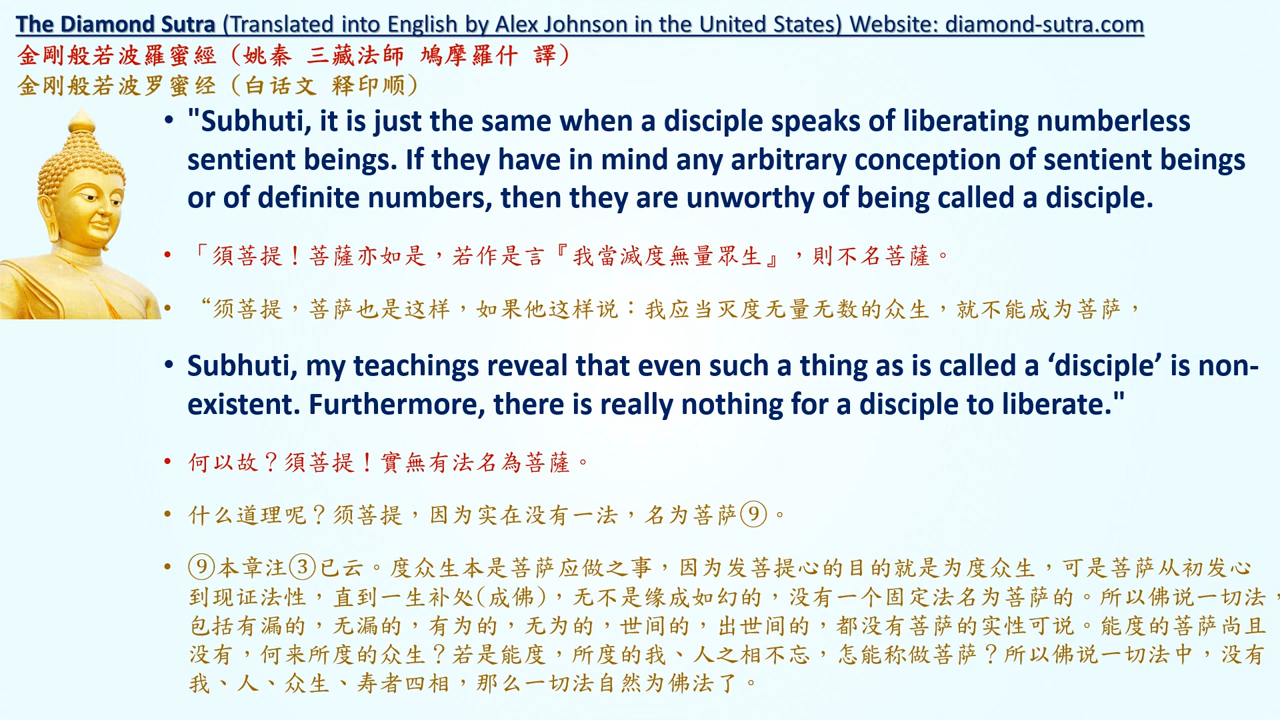 The Diamond Sutra (Translated into English by Alex Johnson in the United States) Website: diamond-sutra.com
金剛般若波羅蜜經 (姚秦 三藏法師 鳩摩羅什 譯)
金刚般若波罗蜜经 (白话文 释印顺)
• "Subhuti, it is just the same when a disciple speaks of liberating numberless
sentient beings. If they have in mind any arbitrary conception of sentient beings
or of definite numbers, then they are unworthy of being called a disciple.
• 「須菩提！菩薩亦如是，若作是言『我當滅度無量眾生』，則不名菩薩。
• “须菩提，菩萨也是这样，如果他这样说：我应当灭度无量无数的众生，就不能成为菩萨，
• Subhuti, my teachings reveal that even such a thing as is called a ‘disciple’ is non-
existent. Furthermore, there is really nothing for a disciple to liberate."
• 何以故？須菩提！實無有法名為菩薩。
• 什么道理呢？须菩提，因为实在没有一法，名为菩萨⑨。
• ⑨本章注③已云。度众生本是菩萨应做之事，因为发菩提心的目的就是为度众生，可是菩萨从初发心
到现证法性，直到一生补处(成佛)，无不是缘成如幻的，没有一个固定法名为菩萨的。所以佛说一切法，
包括有漏的，无漏的，有为的，无为的，世间的，出世间的，都没有菩萨的实性可说。能度的菩萨尚且
没有，何来所度的众生？若是能度，所度的我、人之相不忘，怎能称做菩萨？所以佛说一切法中，没有
我、人、众生、寿者四相，那么一切法自然为佛法了。